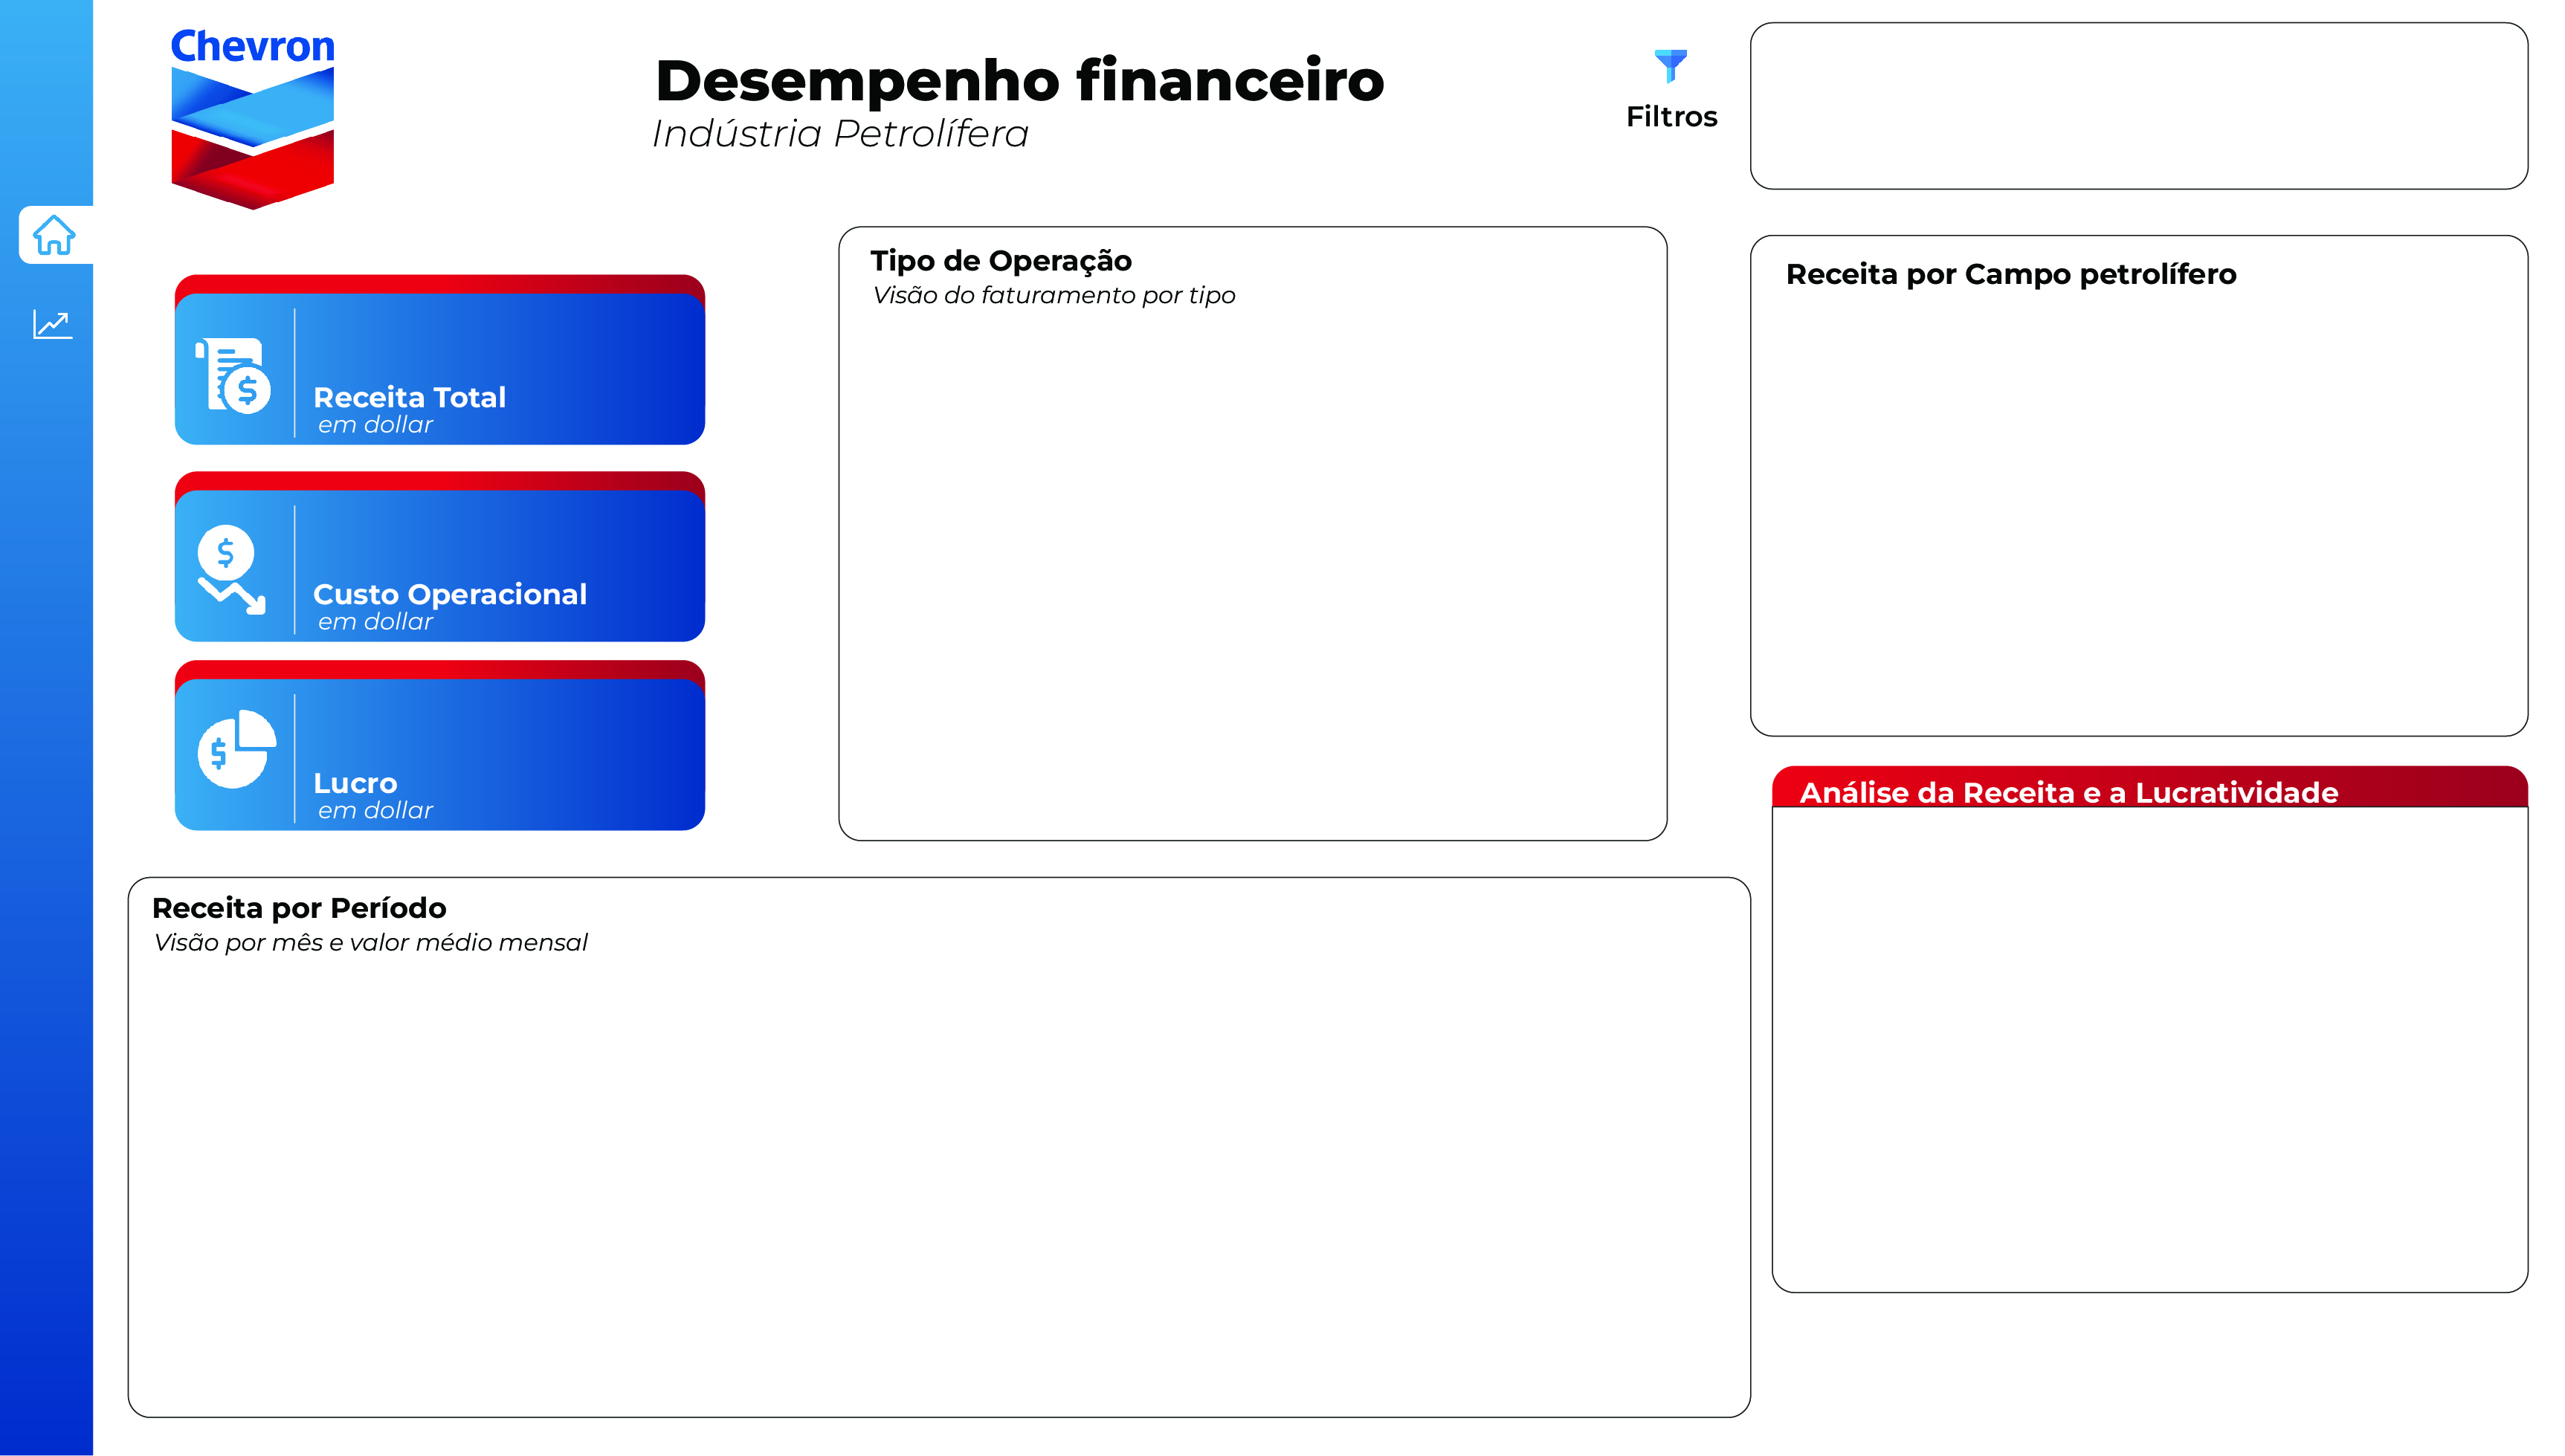 Chevron
Desempenho financeiro
Indústria Petrolífera
Filtros
Receita Total
em dollar
Custo Operacional
em dollar
Lucro
em dollar
Tipo de Operação
Visão do faturamento por tipo
Receita por Campo petrolífero
Análise da Receita e a Lucratividade
Receita por Período
Visão por mês e valor médio mensal